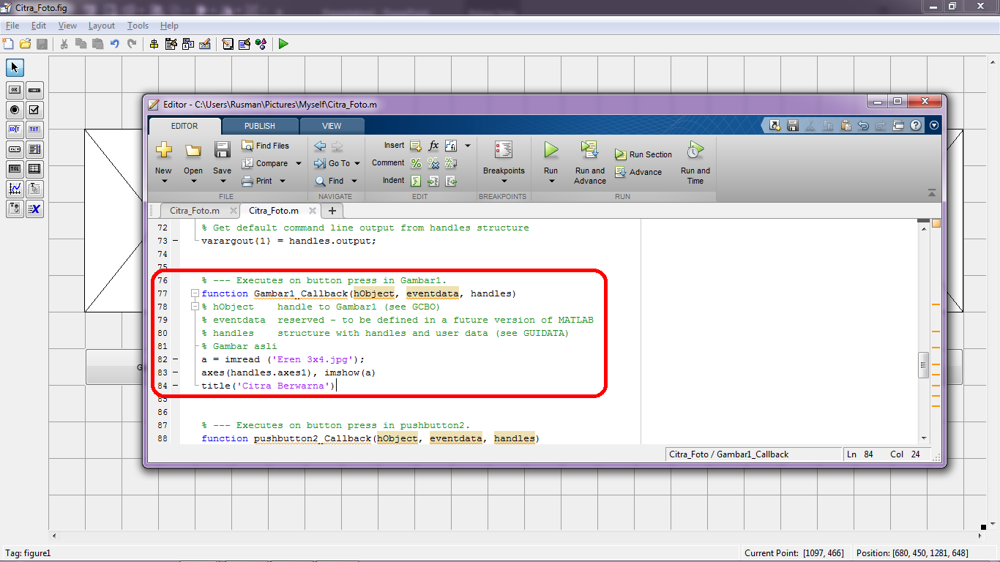 Citra_Foto.fig
File Edit View Layout Tools Help
OK
EDIT TXT
TGL
Editor - C:\Users\Rusman\Pictures\Myself\Citra_Foto.m
EDITOR PUBLISH VIEW
New Open Save Find Files Compare Print
Go To Find
Insert fx
Comment % % %
Indent
Breakpoints
Run Run and Advance Run Section Advance Run and Time
FILE NAVIGATE EDIT BREAKPOINTS RUN
Citra_Foto.m Citra_Foto.m
72 % Get default command line output from handles structure
73 – varargout{1} = handles.output;
74
75
76 % --- Executes on button press in Gambar1.
77 function Gambar1_Callback(hObject, eventdata, handles)
78 % hObject    handle to Gambar1 (see GCBO)
79 % eventdata  reserved - to be defined in a future version of MATLAB
80 % handles    structure with handles and user data (see GUIDATA)
81 % Gambar asli
82 – a = imread ('Eren 3x4.jpg');
83 – axes(handles.axes1), imshow(a)
84 – title('Citra Berwarna')
85
86
87 % --- Executes on button press in pushbutton2.
88 function pushbutton2_Callback(hObject, eventdata, handles)
G
Citra_Foto / Gambar1_Callback Ln 84 Col 24
Tag: figure1 Current Point: [1097, 466] Position: [680, 450, 1281, 648]